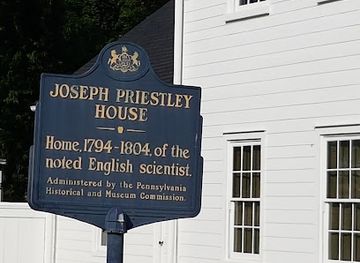 JOSEPH PRIESTLEY
HOUSE
Home, 1794-1804, of the
noted English scientist.
Administered by the Pennsylvania
Historical and Museum Commission.